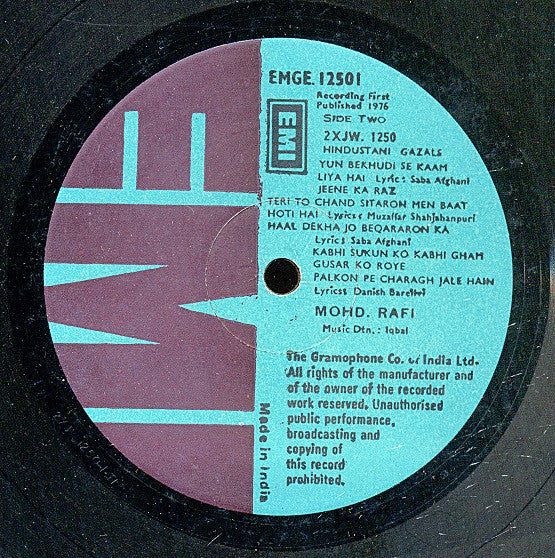 EMGE. 12501
Recording First
Published 1976
SIDE TWO
EMI
2XJW. 1250
HINDUSTANI GAZALS
YUN BEKHUDI SE KAAM
LIYA HAI Lyric: Saba Afghani
JEENE KA RAZ
TERI TO CHAND SITARON MEN BAAT
HOTI HAI Lyrics: Muzaffar Shahjahanpuri
HAAL DEKHA JO BEQARARON KA
Lyric: Saba Afghani
KABHI SUKUN KO KABHI GHAM
GUSAR KO ROYE
PALKON PE CHARAGH JALE HAIN
Lyrics: Danish Bareilwi
MOHD. RAFI
Music Dtn. : Iqbal
The Gramophone Co. of India Ltd.
All rights of the manufacturer and
of the owner of the recorded
work reserved. Unauthorised
public performance,
broadcasting and
copying of
this record
prohibited.
Made in India
EMI